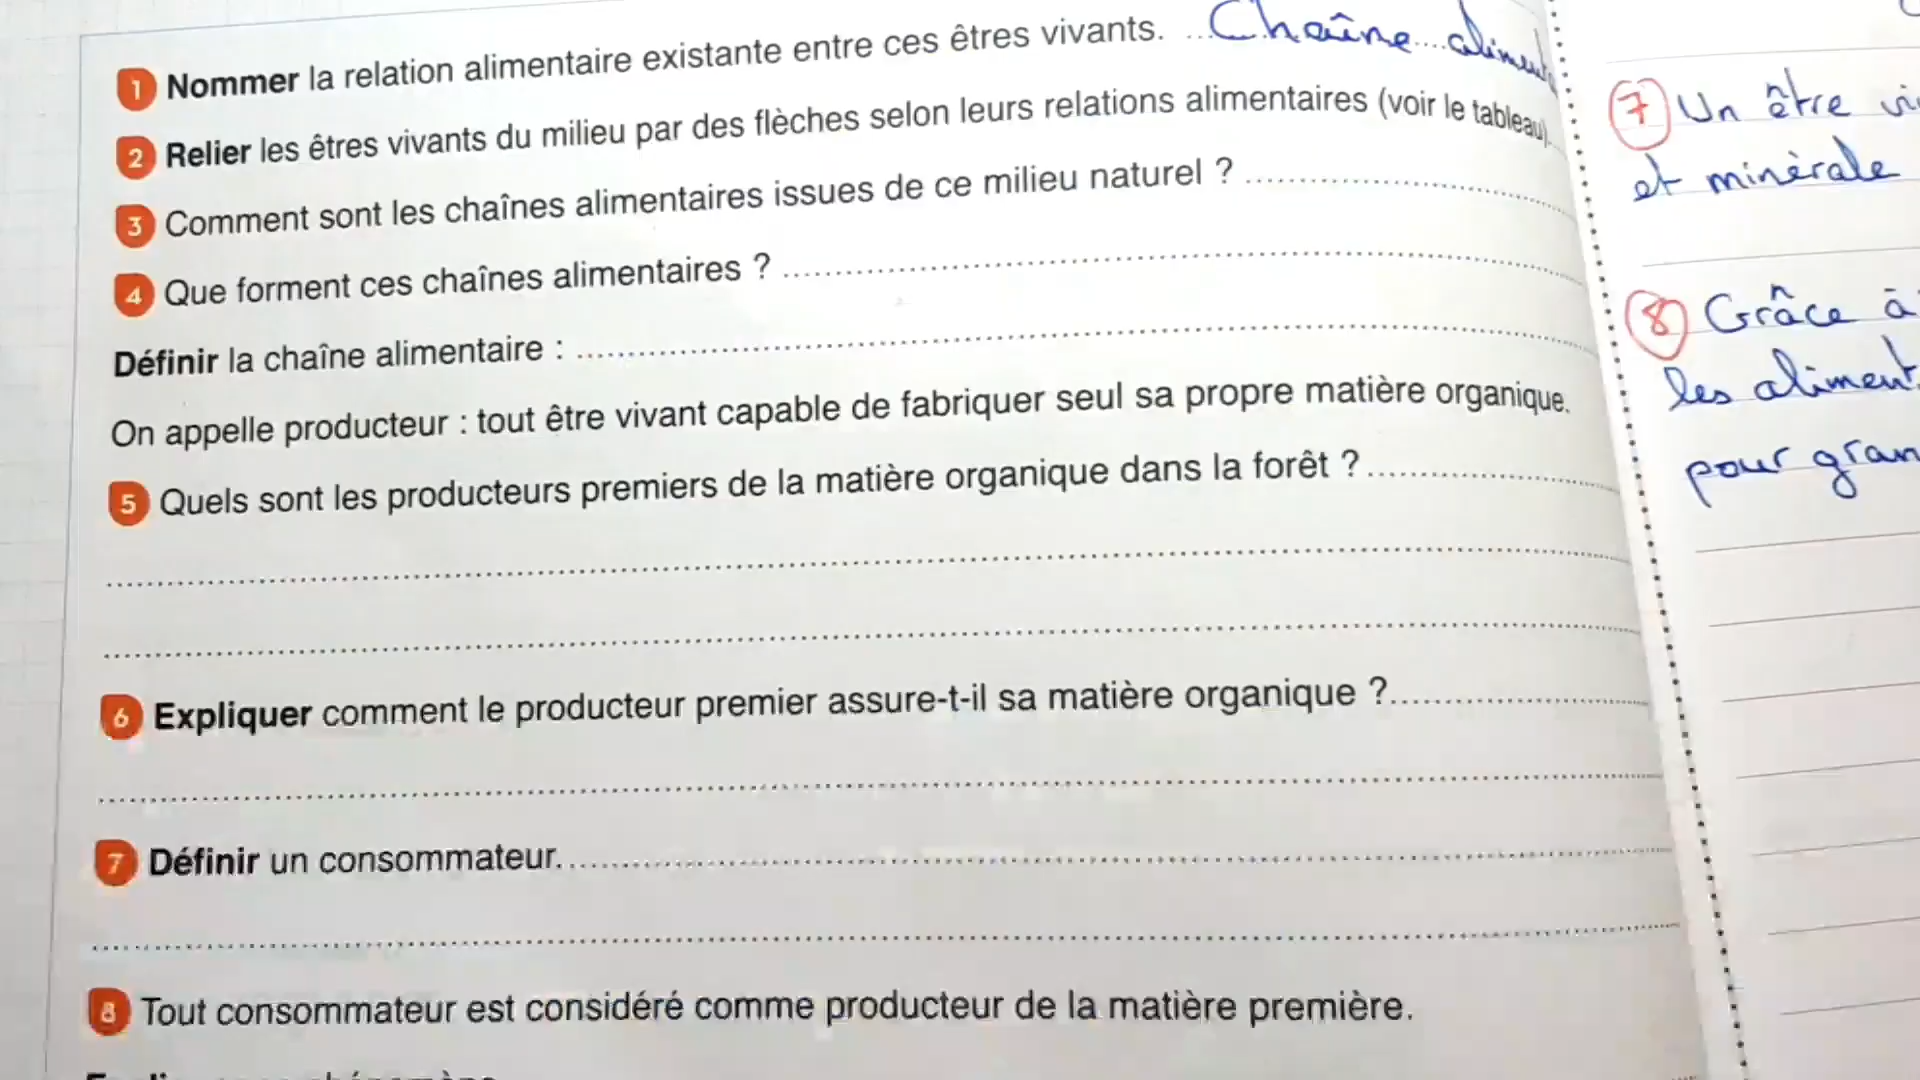 1 Nommer la relation alimentaire existante entre ces êtres vivants. Chaîne
2 Relier les êtres vivants du milieu par des flèches selon leurs relations alimentaires (voir le tableau).
3 Comment sont les chaînes alimentaires issues de ce milieu naturel ?
4 Que forment ces chaînes alimentaires ?
Définir la chaîne alimentaire :
On appelle producteur : tout être vivant capable de fabriquer seul sa propre matière organique.
5 Quels sont les producteurs premiers de la matière organique dans la forêt ?
6 Expliquer comment le producteur premier assure-t-il sa matière organique ?
7 Définir un consommateur.
8 Tout consommateur est considéré comme producteur de la matière première.
7 Un être vi
et minérale
8 Grâce à
les aliment
pour gran